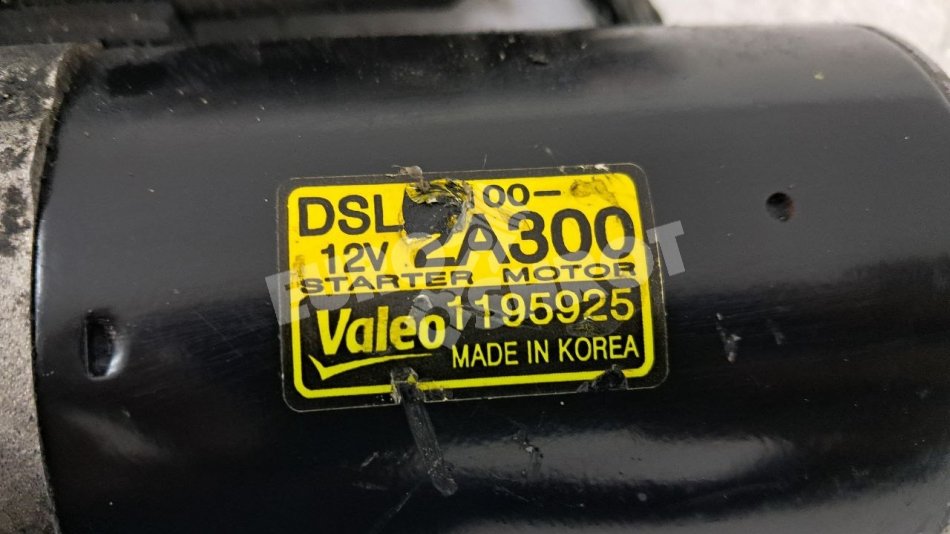 DSL 00-
12V 2A300
STARTER MOTOR
Valeo 1195925
MADE IN KOREA